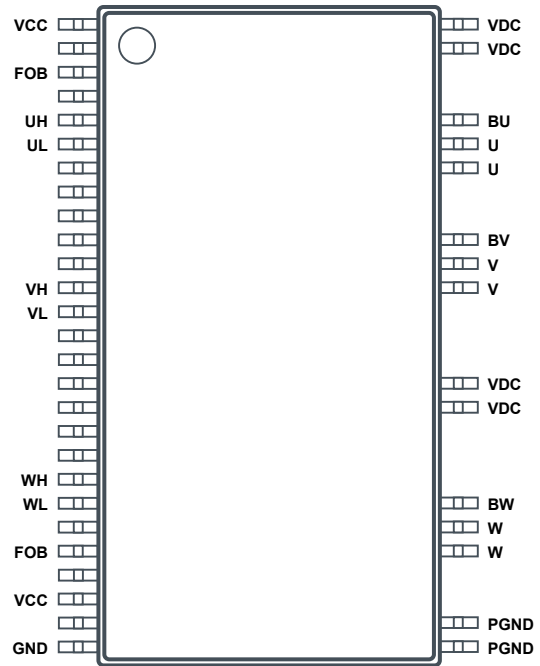 VCC
VDC
VDC
FOB
UH
BU
UL
U
U
BV
V
VH
V
VL
VDC
VDC
WH
WL
BW
W
FOB
W
VCC
PGND
GND
PGND